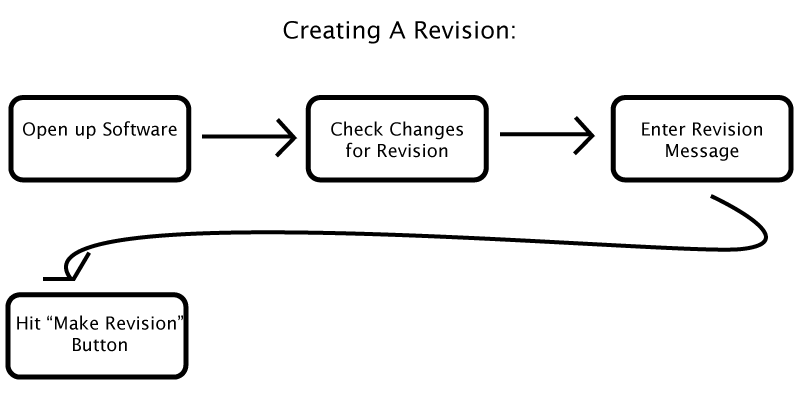 Creating A Revision:
Open up Software
Check Changes
for Revision
Enter Revision
Message
Hit “Make Revision”
Button